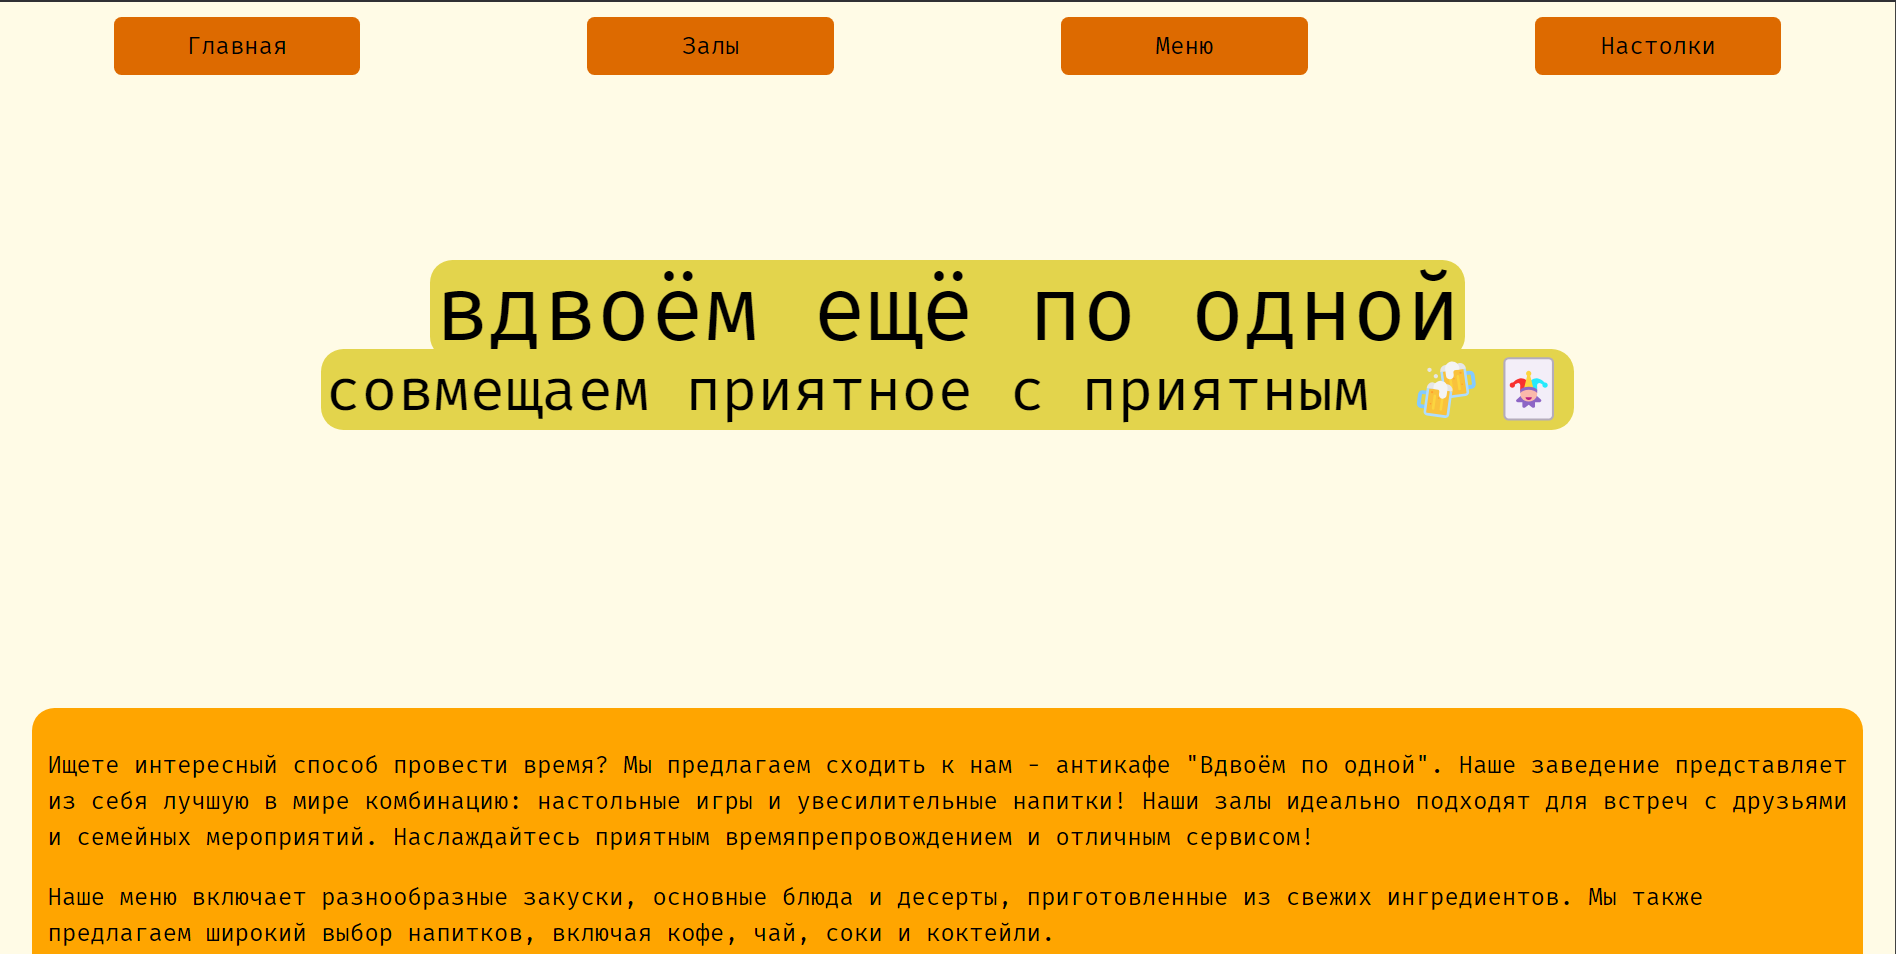 Главная Залы Меню Настолки
вдвоём ещё по одной
совмещаем приятное с приятным 🍻 🃏
Ищете интересный способ провести время? Мы предлагаем сходить к нам - антикафе "Вдвоём по одной". Наше заведение представляет
из себя лучшую в мире комбинацию: настольные игры и увесилительные напитки! Наши залы идеально подходят для встреч с друзьями
и семейных мероприятий. Наслаждайтесь приятным времяпрепровождением и отличным сервисом!
Наше меню включает разнообразные закуски, основные блюда и десерты, приготовленные из свежих ингредиентов. Мы также
предлагаем широкий выбор напитков, включая кофе, чай, соки и коктейли.